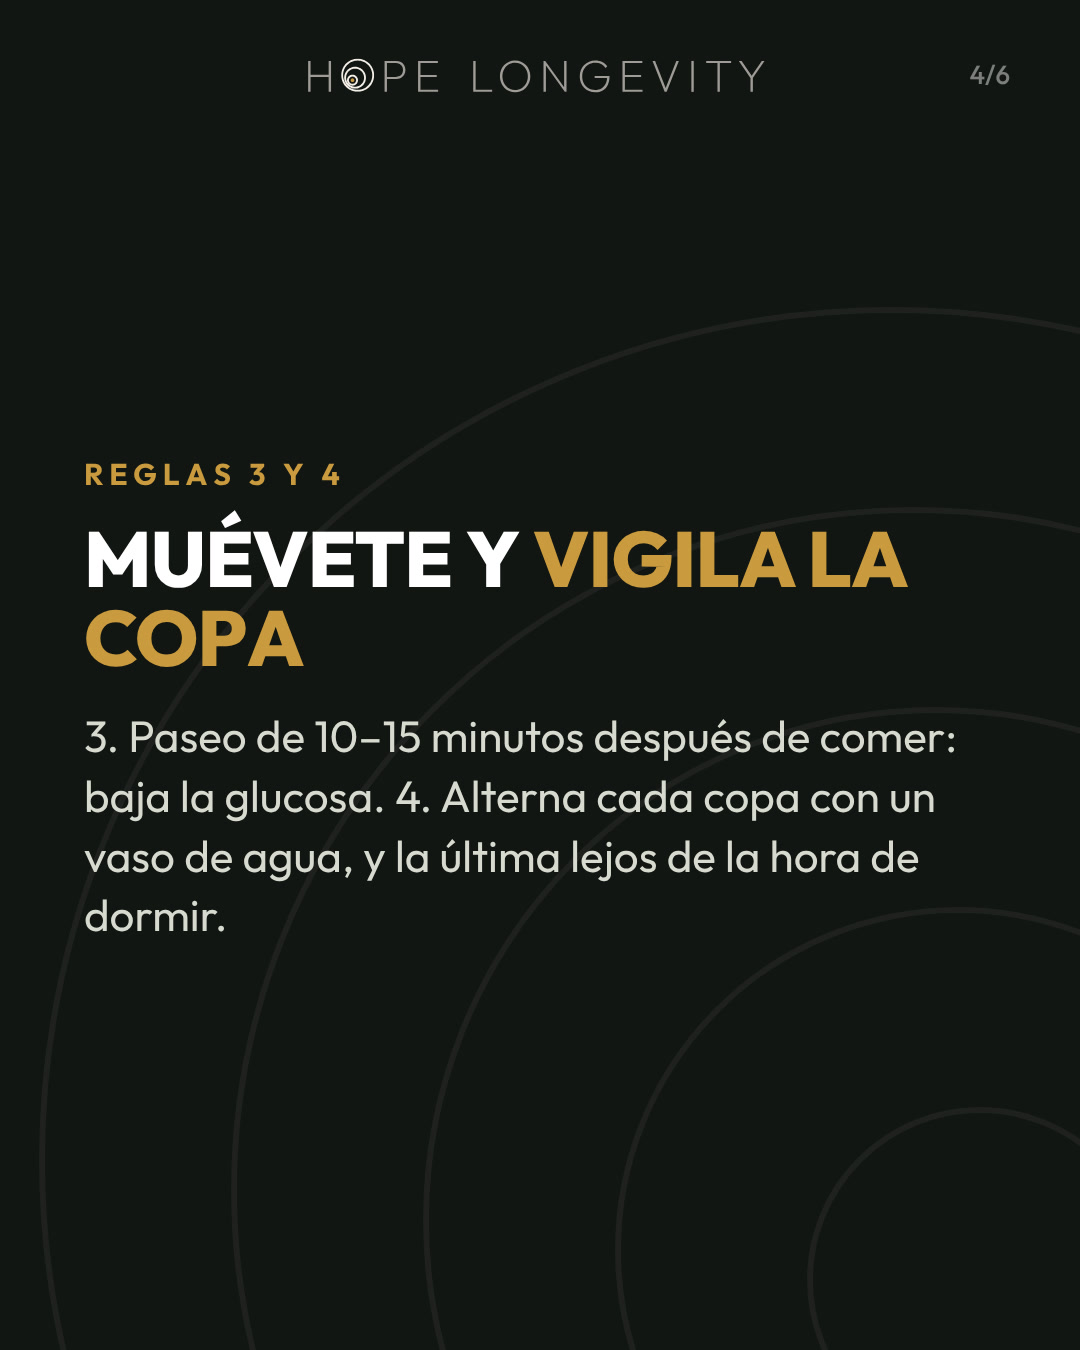 HOPE LONGEVITY
4/6
REGLAS 3 Y 4
MUÉVETE Y VIGILA LA
COPA
3. Paseo de 10–15 minutos después de comer:
baja la glucosa. 4. Alterna cada copa con un
vaso de agua, y la última lejos de la hora de
dormir.